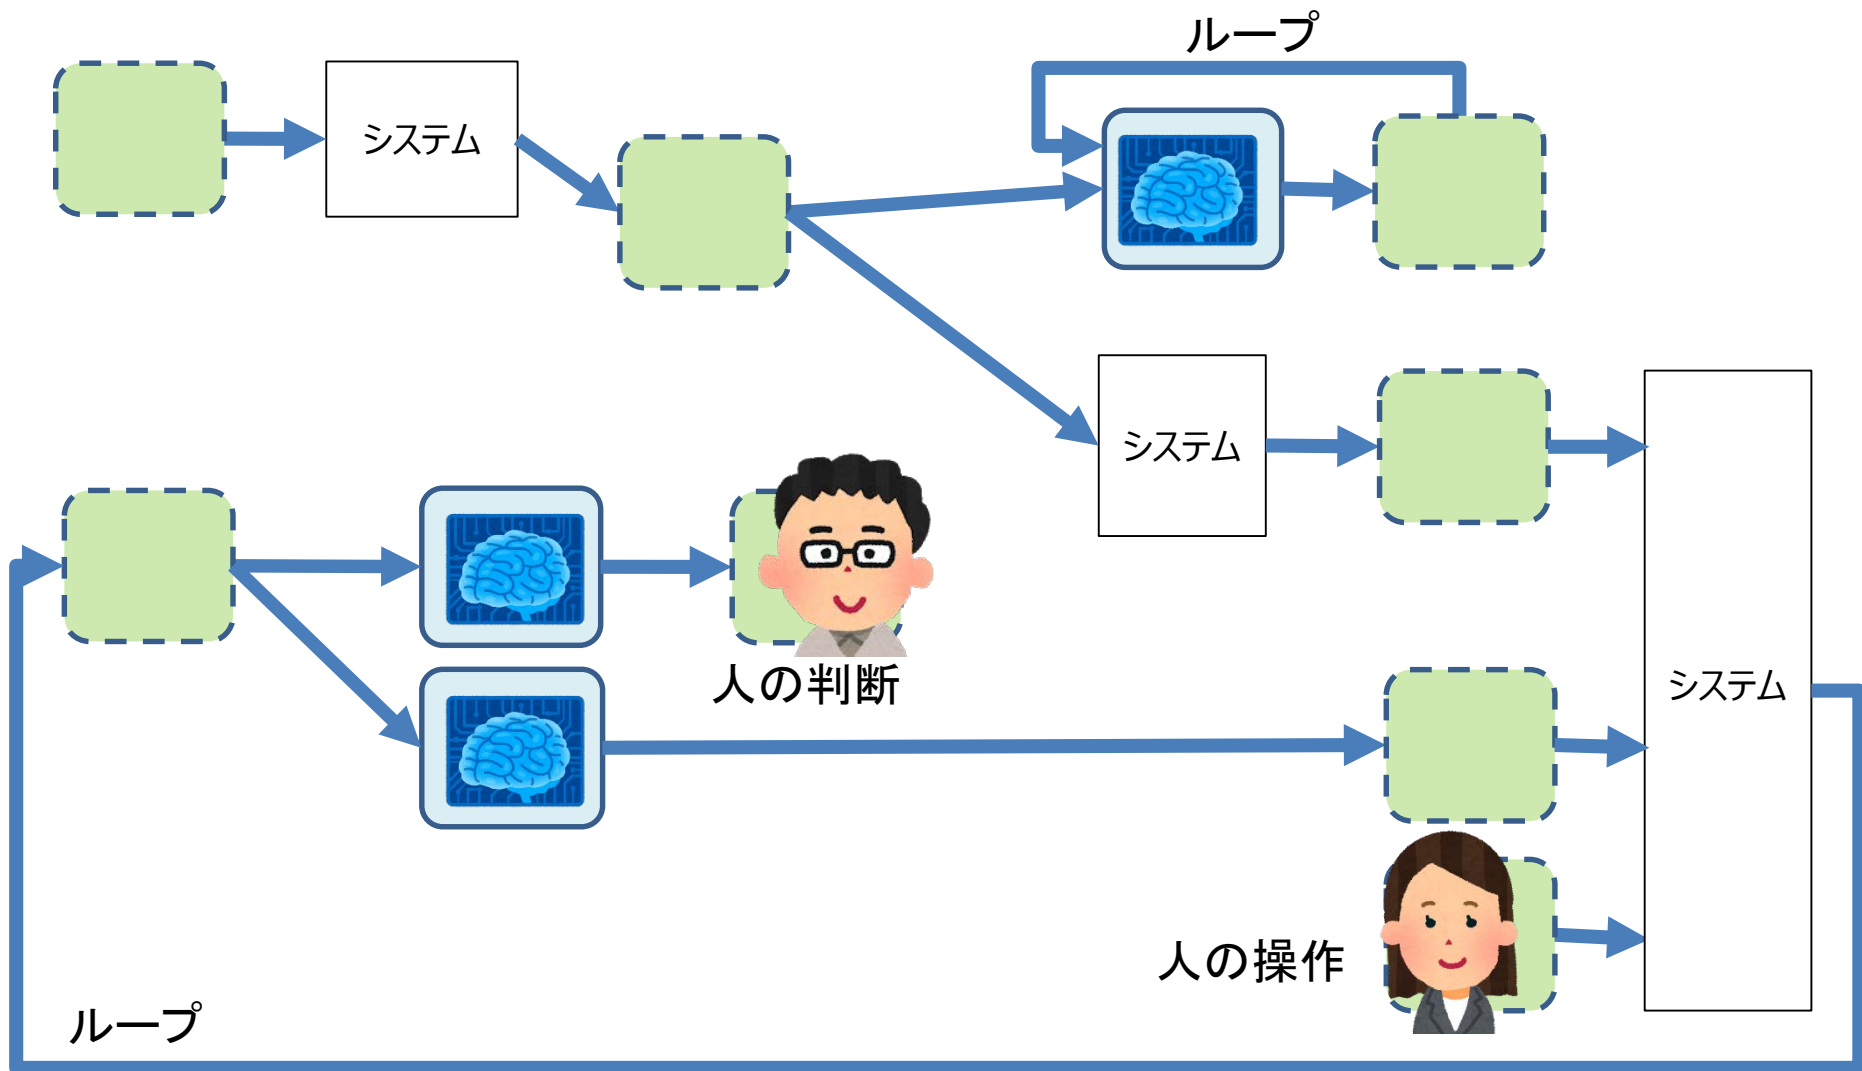 ループ
システム
システム
人の判断
システム
人の操作
ループ